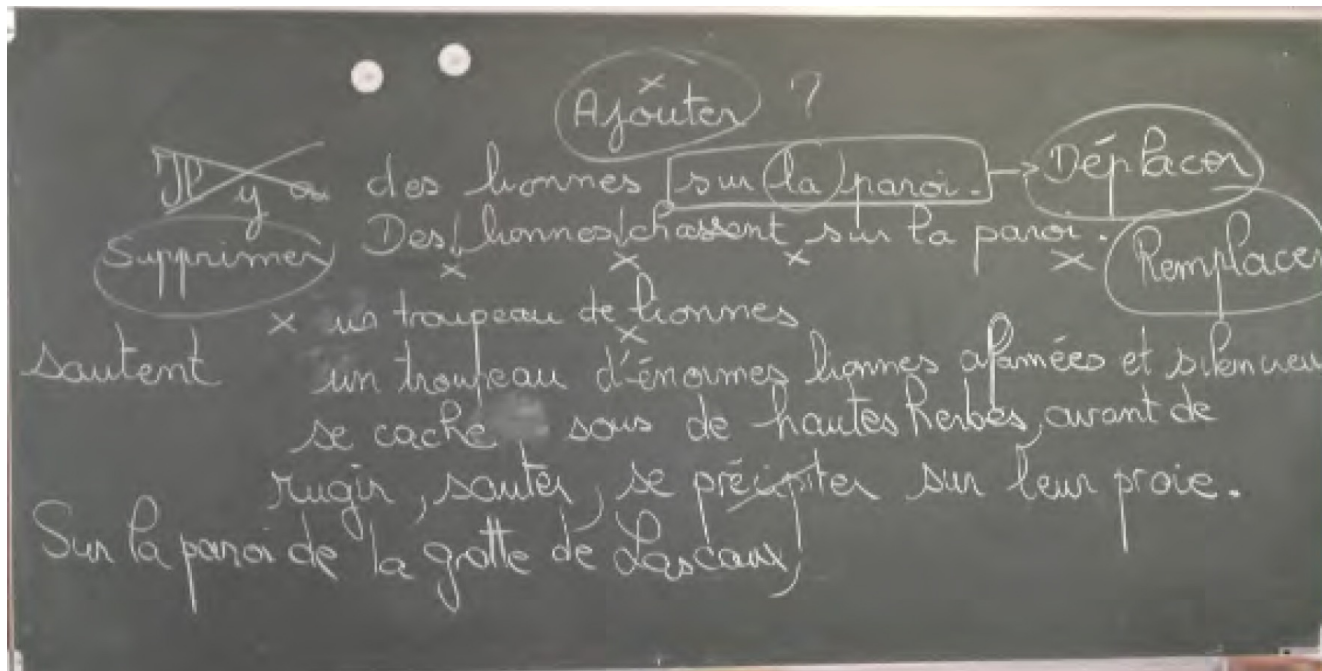 Ajouter ?
Il y a des lionnes sur la paroi. → Déplacer
Supprimer Des lionnes chassent sur la paroi. Remplacer
× un troupeau de lionnes
sautent un troupeau d'énormes lionnes afamées et silencieu
se cache sous de hautes herbes, avant de
rugir, sauter, se précipiter sur leur proie.
Sur la paroi de la grotte de Lascaux,